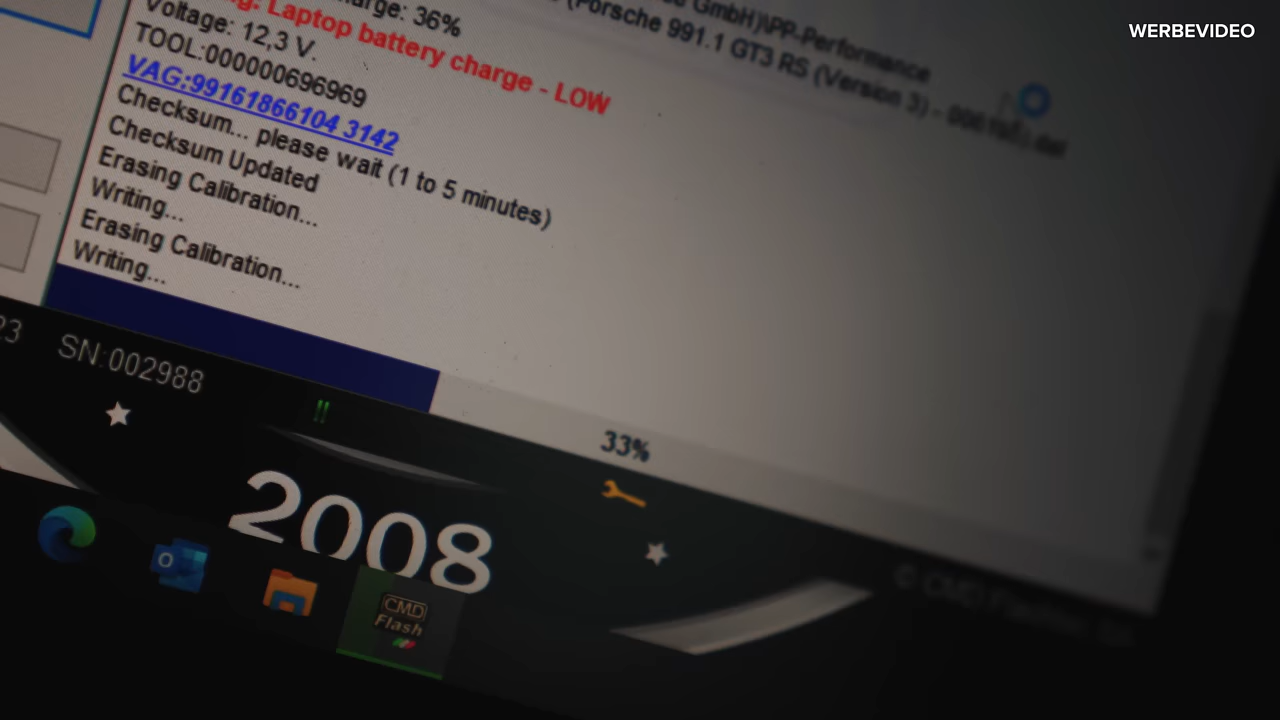 WERBEVIDEO
GmbH)\PP-Performance
(Porsche 991.1 GT3 RS (Version 3) -
36%
Laptop battery charge - LOW
Voltage: 12,3 V.
TOOL:000000696969
VAG:99161866104 3142
Checksum... please wait (1 to 5 minutes)
Checksum Updated
Erasing Calibration...
Writing...
Erasing Calibration...
Writing...
33%
23 SN:002988
2008
CMD
Flash